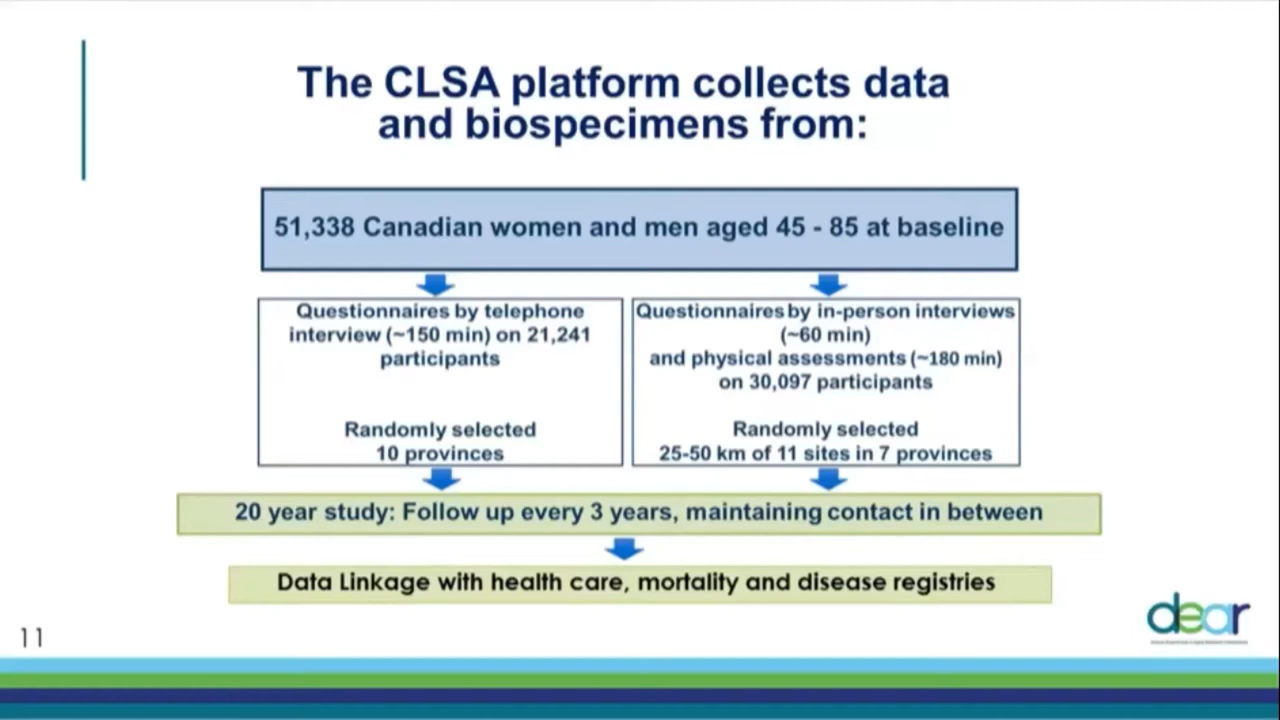 The CLSA platform collects data
and biospecimens from:
51,338 Canadian women and men aged 45 - 85 at baseline
Questionnaires by telephone
interview (~150 min) on 21,241
participants
Randomly selected
10 provinces
Questionnaires by in-person interviews
(~60 min)
and physical assessments (~180 min)
on 30,097 participants
Randomly selected
25-50 km of 11 sites in 7 provinces
20 year study: Follow up every 3 years, maintaining contact in between
Data Linkage with health care, mortality and disease registries
dear
11